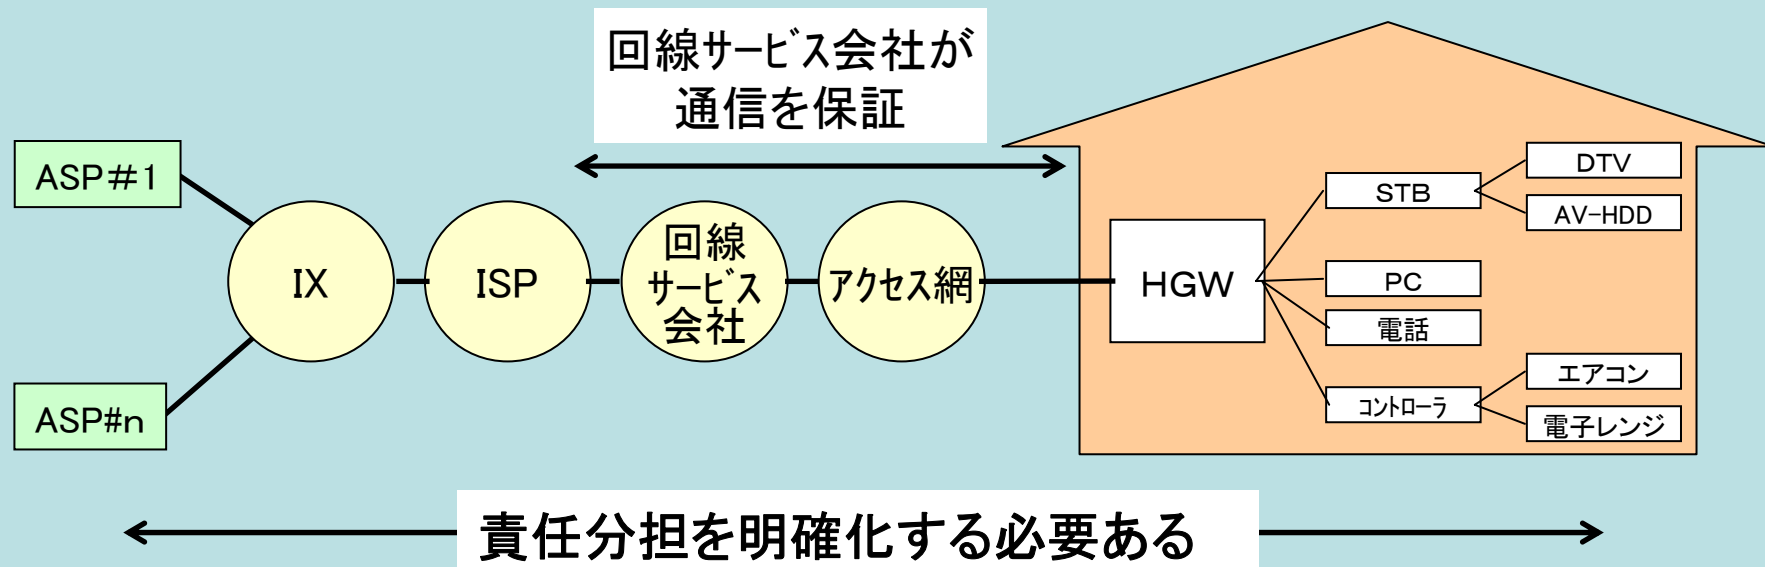 回線サービス会社が
通信を保証
ASP＃1
ASP#n
IX
ISP
回線
サービス
会社
アクセス網
HGW
STB
DTV
AV-HDD
PC
電話
コントローラ
エアコン
電子レンジ
責任分担を明確化する必要ある